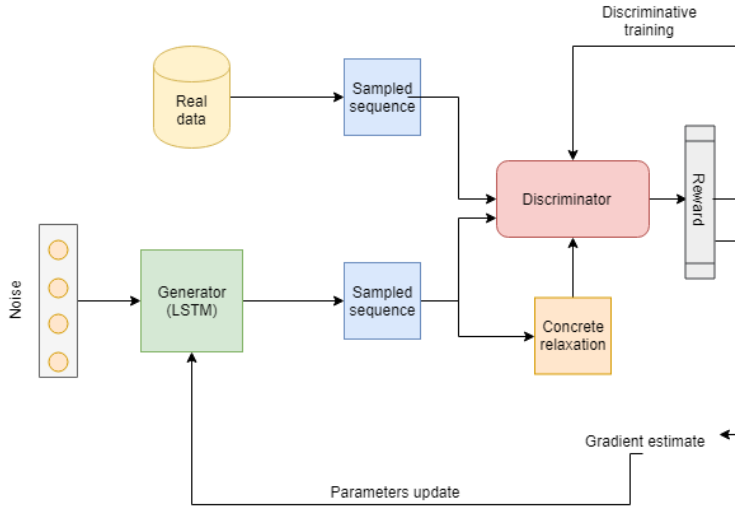 Discriminative
training
Real
data
Sampled
sequence
Discriminator
Reward
Noise
Generator
(LSTM)
Sampled
sequence
Concrete
relaxation
Gradient estimate
Parameters update